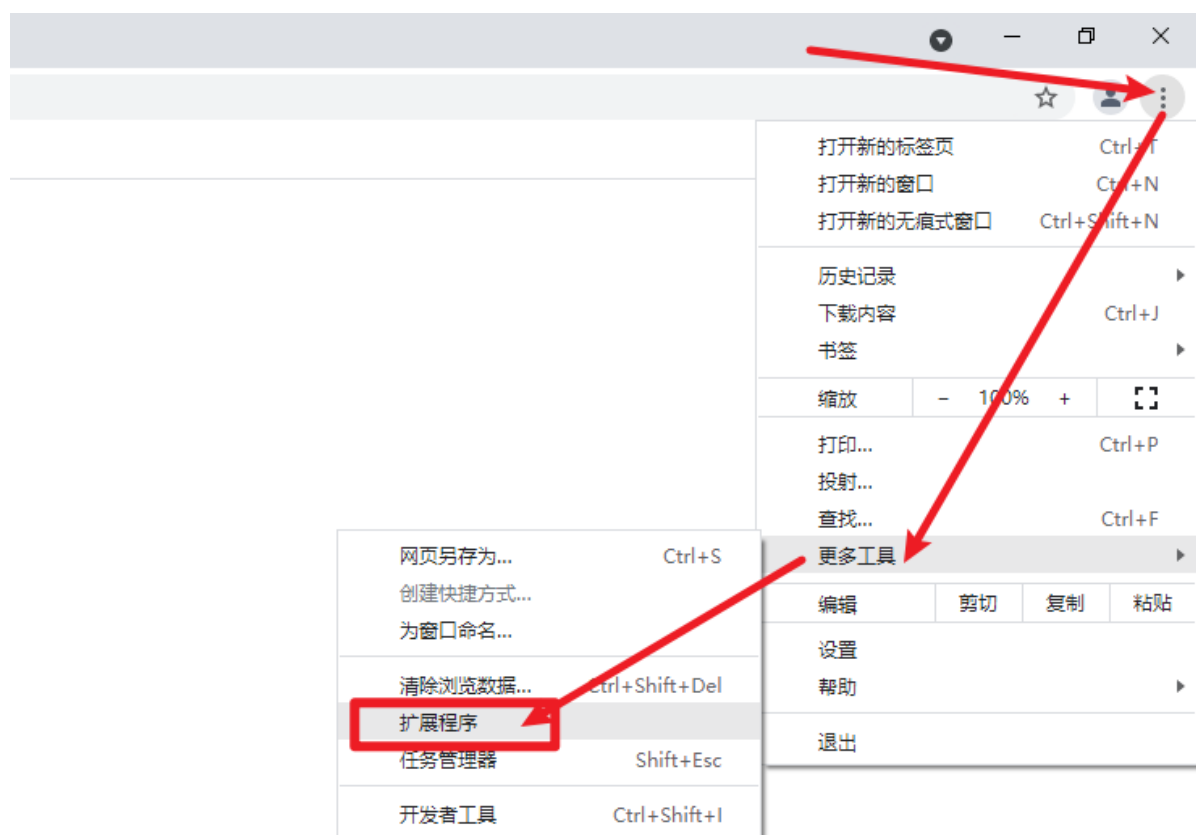 打开新的标签页 Ctrl+T
打开新的窗口 Ctrl+N
打开新的无痕式窗口 Ctrl+Shift+N
历史记录
下载内容 Ctrl+J
书签
缩放 - 100% +
打印... Ctrl+P
投射...
查找... Ctrl+F
更多工具
编辑 剪切 复制 粘贴
设置
帮助
退出
网页另存为... Ctrl+S
创建快捷方式...
为窗口命名...
清除浏览数据... Ctrl+Shift+Del
扩展程序
任务管理器 Shift+Esc
开发者工具 Ctrl+Shift+I